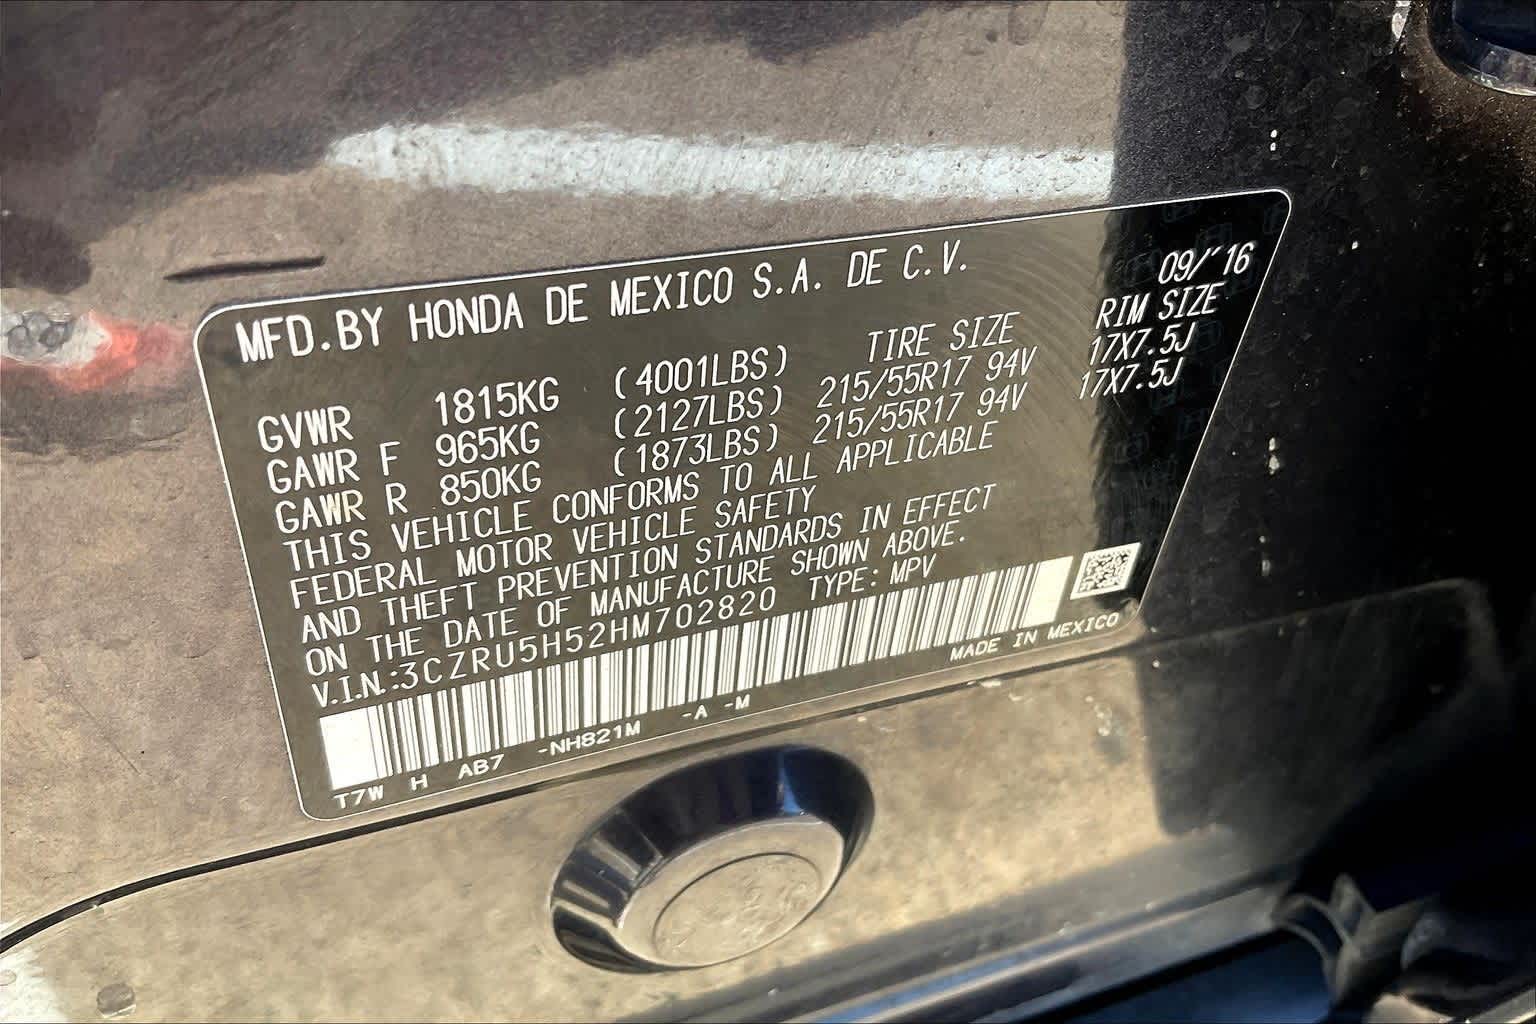 MFD.BY HONDA DE MEXICO S.A. DE C.V. 09/'16
TIRE SIZE RIM SIZE
GVWR 1815KG (4001LBS)
GAWR F 965KG (2127LBS) 215/55R17 94V 17X7.5J
GAWR R 850KG (1873LBS) 215/55R17 94V 17X7.5J
THIS VEHICLE CONFORMS TO ALL APPLICABLE
FEDERAL MOTOR VEHICLE SAFETY
AND THEFT PREVENTION STANDARDS IN EFFECT
ON THE DATE OF MANUFACTURE SHOWN ABOVE.
V.I.N.:3CZRU5H52HM702820 TYPE: MPV
MADE IN MEXICO
T7W H AB7 -NH821M -A -M